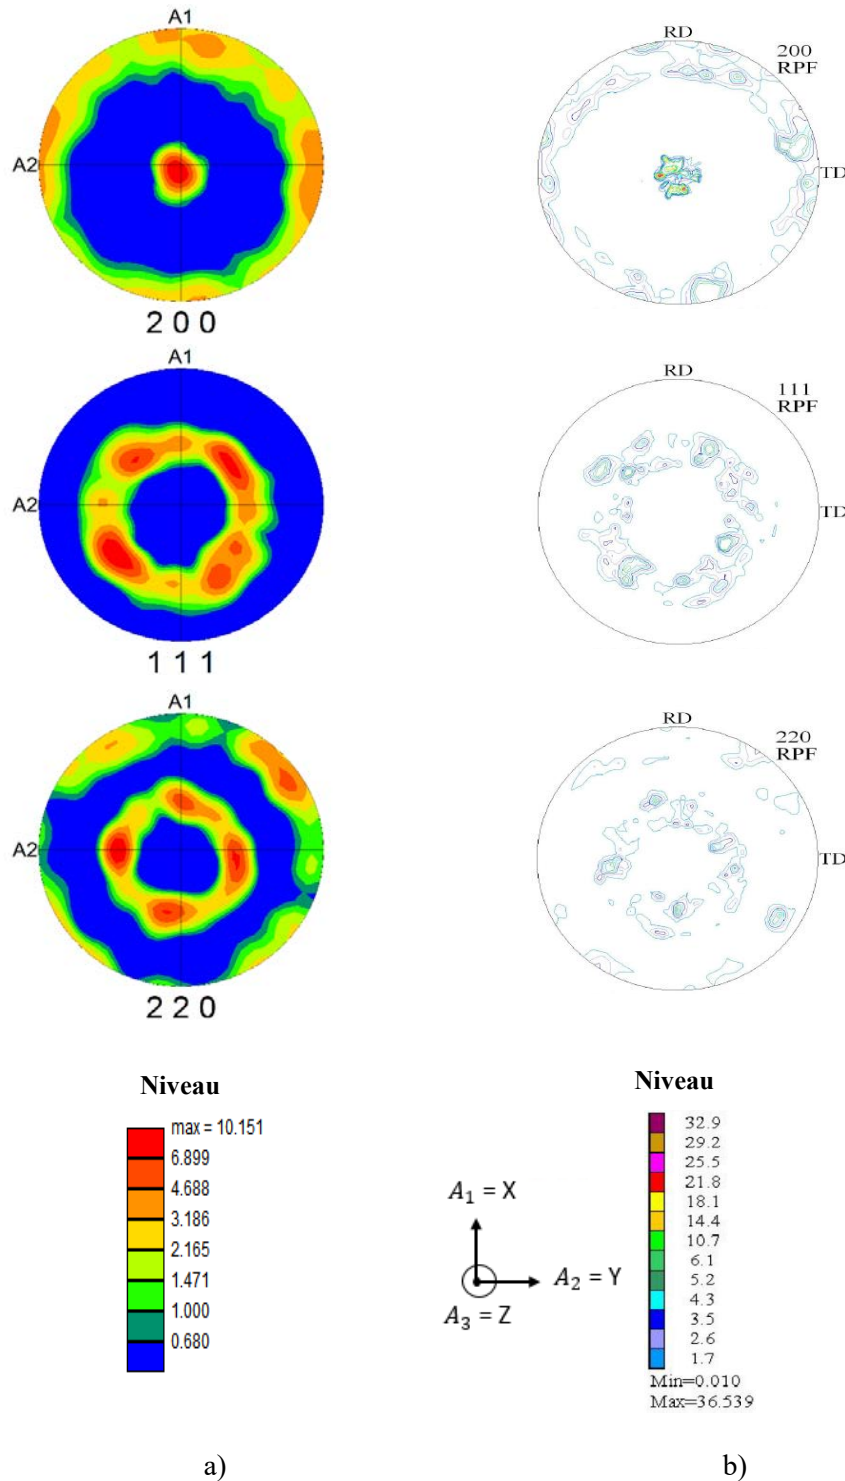 A1
A2
2 0 0
RD
200
RPF
TD
A1
A2
1 1 1
RD
111
RPF
TD
A1
A2
2 2 0
RD
220
RPF
TD
Niveau
max = 10.151
6.899
4.688
3.186
2.165
1.471
1.000
0.680
A₁ = X
A₂ = Y
A₃ = Z
Niveau
32.9
29.2
25.5
21.8
18.1
14.4
10.7
6.1
5.2
4.3
3.5
2.6
1.7
Min=0.010
Max=36.539
a)
b)